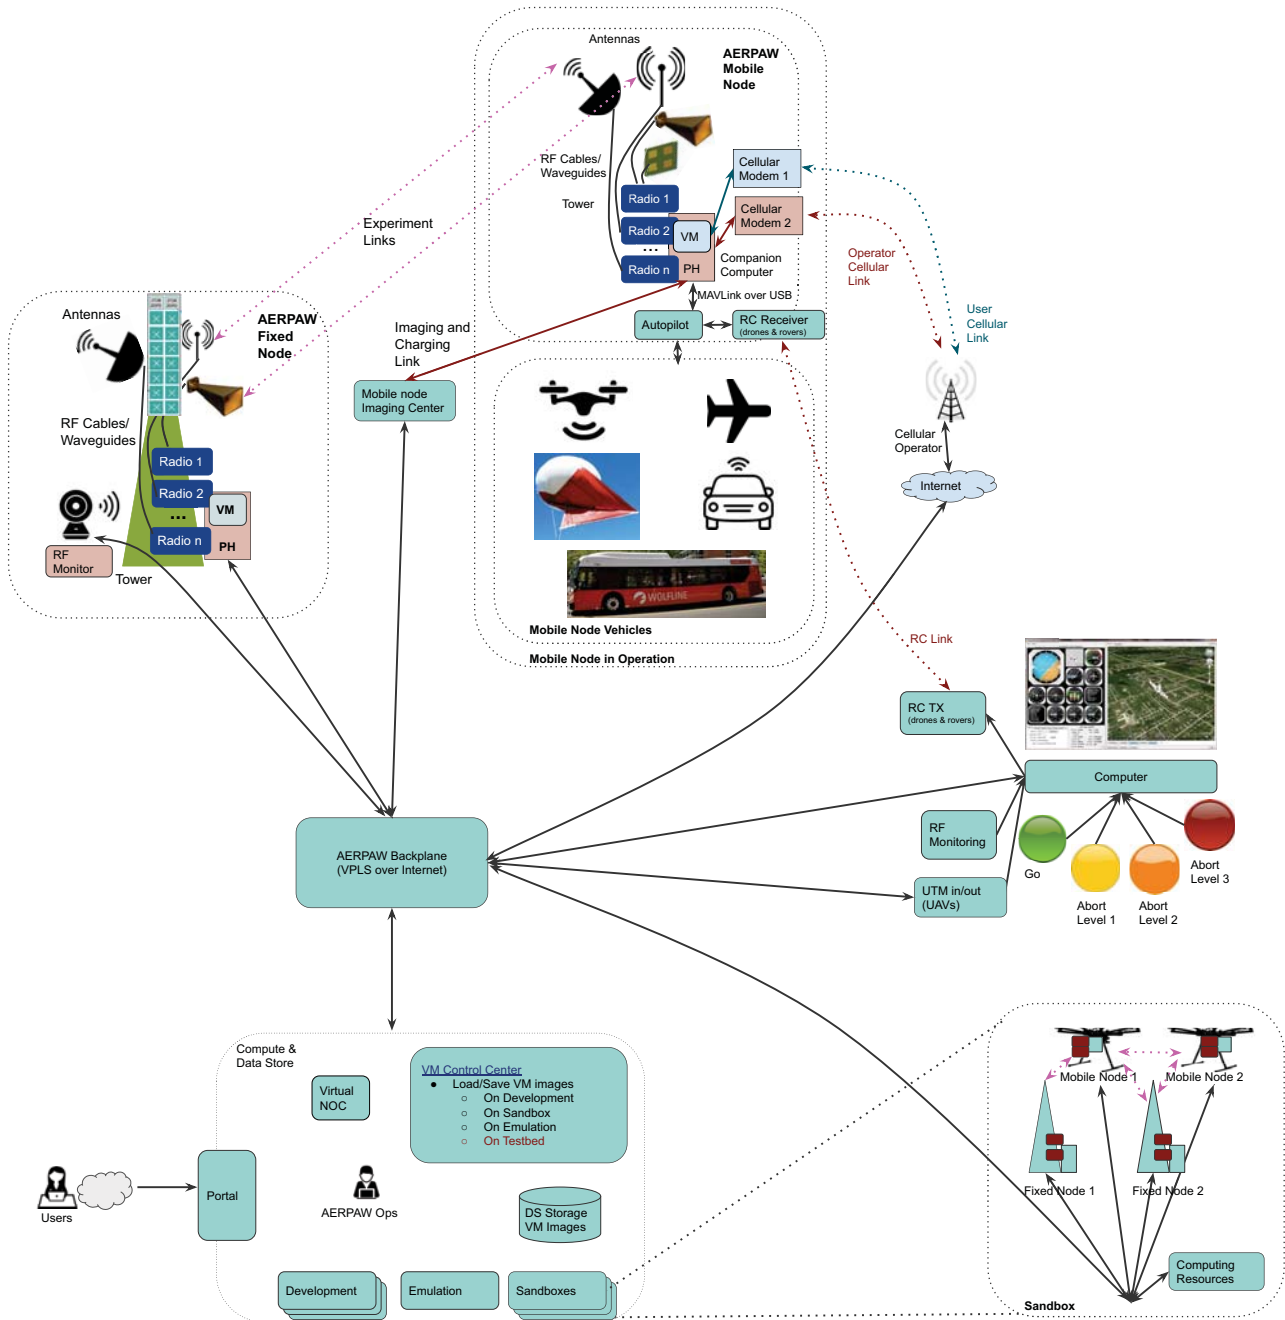 Antennas
AERPAW
Mobile
Node
RF Cables/
Waveguides
Tower
Radio 1
Radio 2
...
Radio n
VM
PH
Cellular
Modem 1
Cellular
Modem 2
Companion
Computer
MAVLink over USB
Autopilot
RC Receiver
(drones & rovers)
Experiment
Links
Operator
Cellular
Link
User
Cellular
Link
Antennas
AERPAW
Fixed
Node
RF Cables/
Waveguides
Radio 1
Radio 2
...
Radio n
VM
PH
RF
Monitor
Tower
Imaging and
Charging
Link
Mobile node
Imaging Center
Cellular
Operator
Internet
WOLFLINE
Mobile Node Vehicles
Mobile Node in Operation
RC Link
RC TX
(drones & rovers)
Computer
RF
Monitoring
UTM in/out
(UAVs)
Go
Abort
Level 1
Abort
Level 2
Abort
Level 3
AERPAW Backplane
(VPLS over Internet)
Compute &
Data Store
Virtual
NOC
VM Control Center
● Load/Save VM images
○ On Development
○ On Sandbox
○ On Emulation
○ On Testbed
Users
Portal
AERPAW Ops
DS Storage
VM Images
Development
Emulation
Sandboxes
Mobile Node 1
Mobile Node 2
Fixed Node 1
Fixed Node 2
Computing
Resources
Sandbox